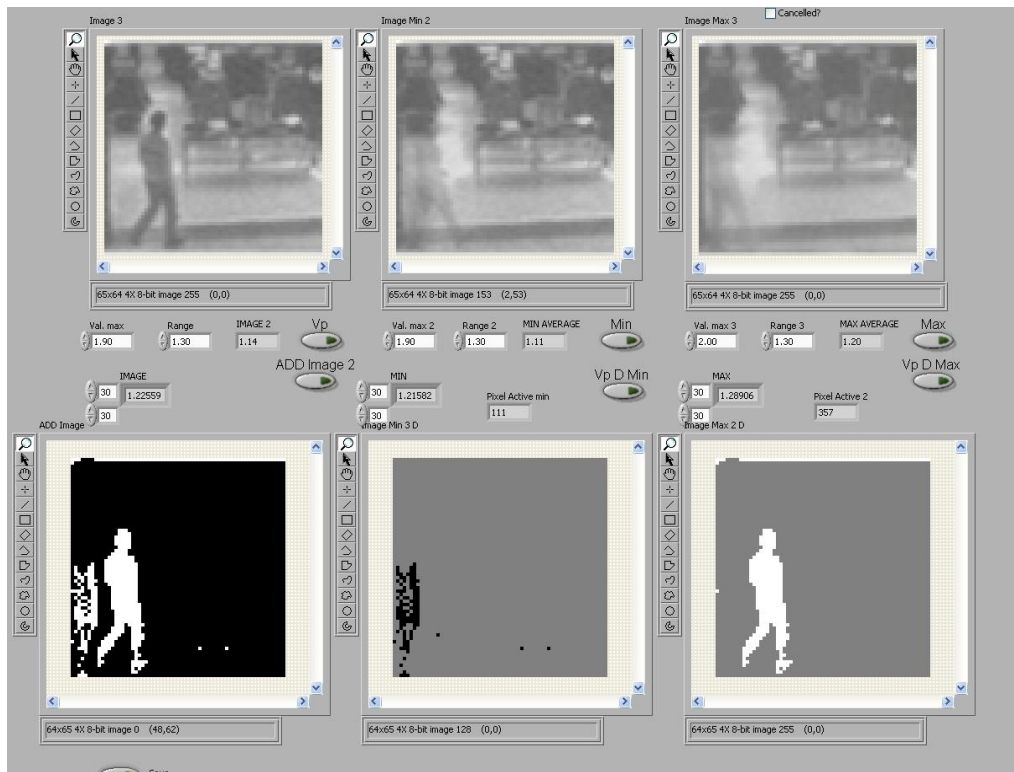 Cancelled?
Image 3 Image Min 2 Image Max 3
65x64 4X 8-bit image 255 (0,0) 65x64 4X 8-bit image 153 (2,53) 65x64 4X 8-bit image 255 (0,0)
Val. max Range IMAGE 2 Vp Val. max 2 Range 2 MIN AVERAGE Min Val. max 3 Range 3 MAX AVERAGE Max
1.90 1.30 1.14 1.90 1.30 1.11 2.00 1.30 1.20
ADD Image 2 Vp D Min Vp D Max
IMAGE MIN MAX
30 1.22559 30 1.21582 Pixel Active min 30 1.28906 Pixel Active 2
30 30 111 30 357
ADD Image Image Min 3 D Image Max 2 D
64x65 4X 8-bit image 0 (48,62) 64x65 4X 8-bit image 128 (0,0) 64x65 4X 8-bit image 255 (0,0)